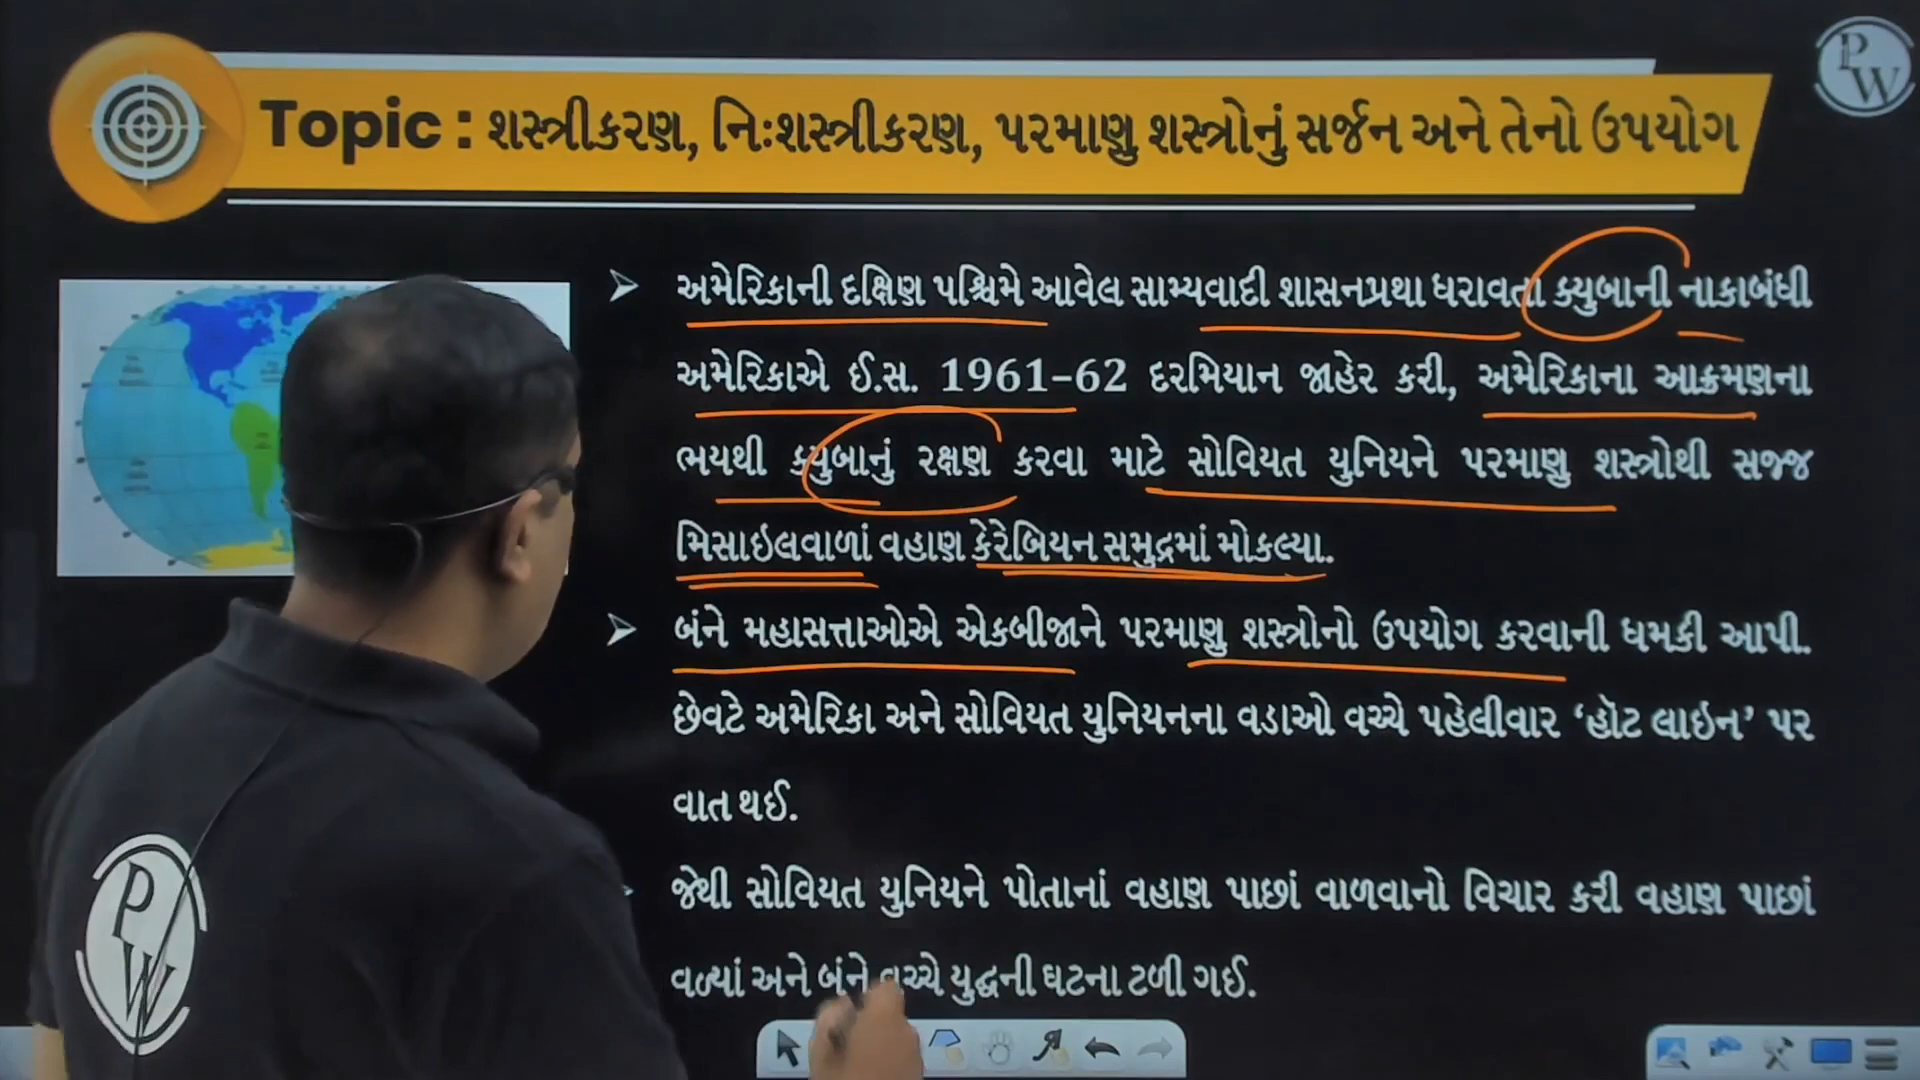 PW
Topic : શસ્ત્રીકરણ, નિઃશસ્ત્રીકરણ, પરમાણુ શસ્ત્રોનું સર્જન અને તેનો ઉપયોગ
➢ અમેરિકાની દક્ષિણ પશ્ચિમે આવેલ સામ્યવાદી શાસનપ્રથા ધરાવતા ક્યુબાની નાકાબંધી
અમેરિકાએ ઈ.સ. 1961–62 દરમિયાન જાહેર કરી, અમેરિકાના આક્રમણના
ભયથી ક્યુબાનું રક્ષણ કરવા માટે સોવિયત યુનિયને પરમાણુ શસ્ત્રોથી સજ્જ
મિસાઇલવાળાં વહાણ કેરેબિયન સમુદ્રમાં મોકલ્યા.
➢ બંને મહાસત્તાઓએ એકબીજાને પરમાણુ શસ્ત્રોનો ઉપયોગ કરવાની ધમકી આપી.
છેવટે અમેરિકા અને સોવિયત યુનિયનના વડાઓ વચ્ચે પહેલીવાર ‘હૉટ લાઇન’ પર
વાત થઈ.
જેથી સોવિયત યુનિયને પોતાનાં વહાણ પાછાં વાળવાનો વિચાર કરી વહાણ પાછાં
વળ્યાં અને બંને વચ્ચે યુદ્ધની ઘટના ટળી ગઈ.
PW